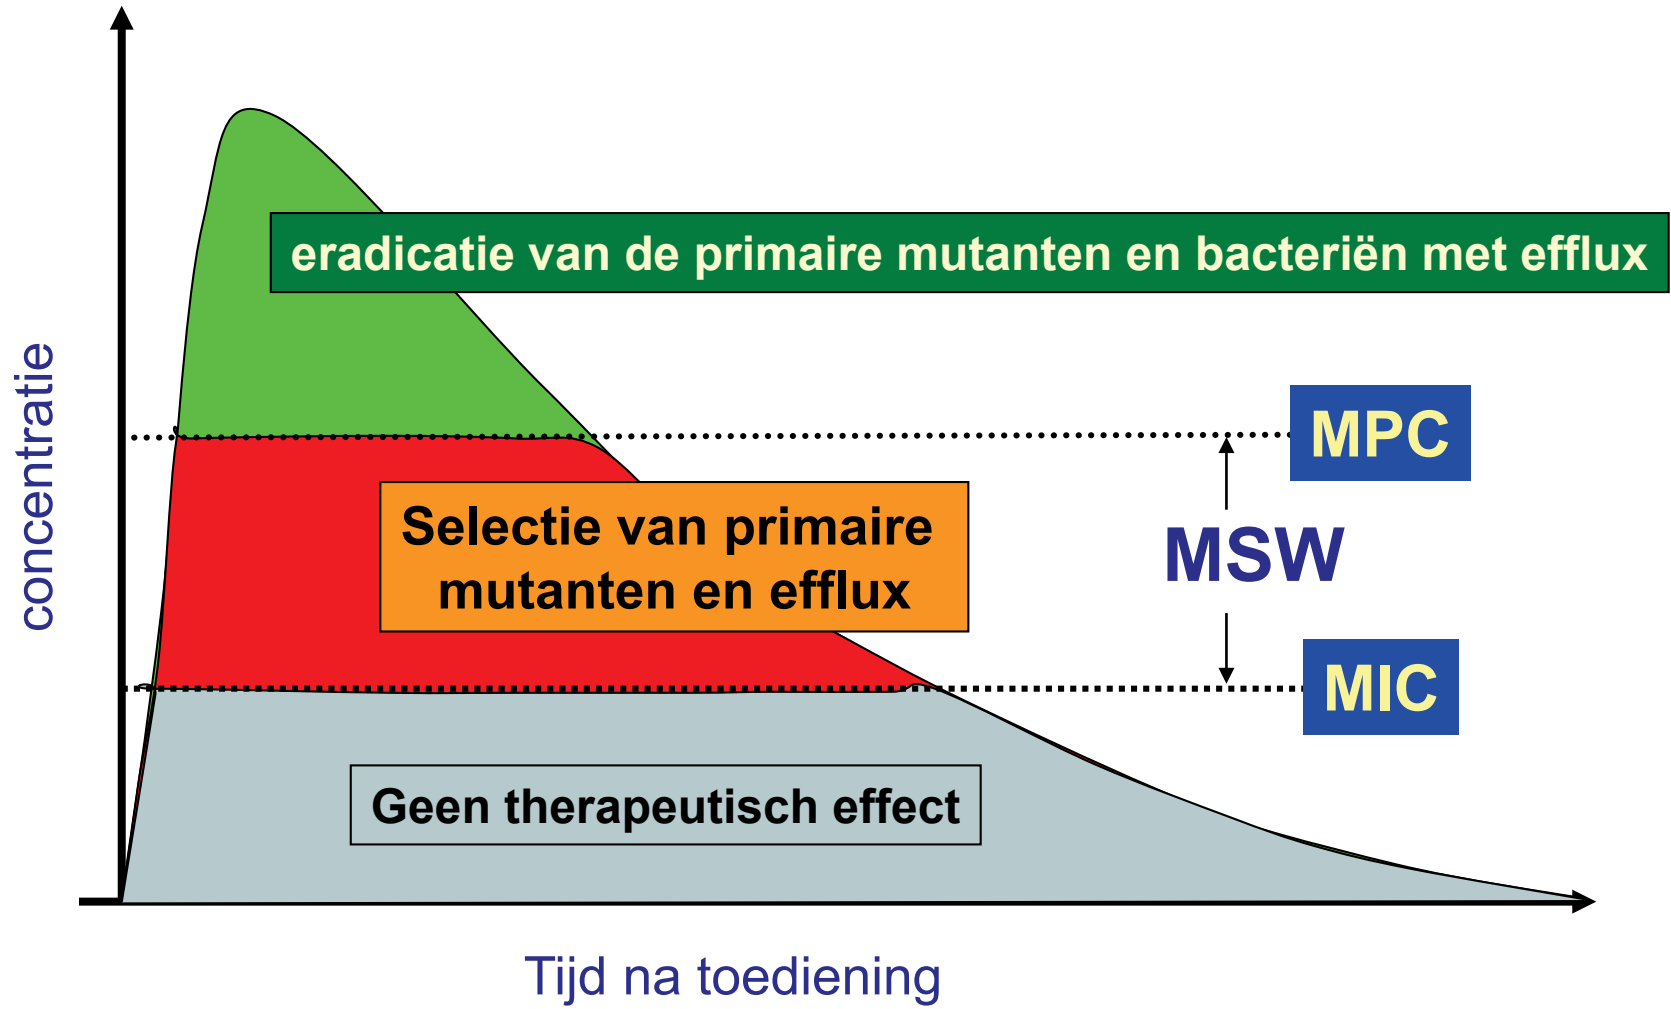 eradicatie van de primaire mutanten en bacteriën met efflux
concentratie
MPC
Selectie van primaire
mutanten en efflux
MSW
MIC
Geen therapeutisch effect
Tijd na toediening